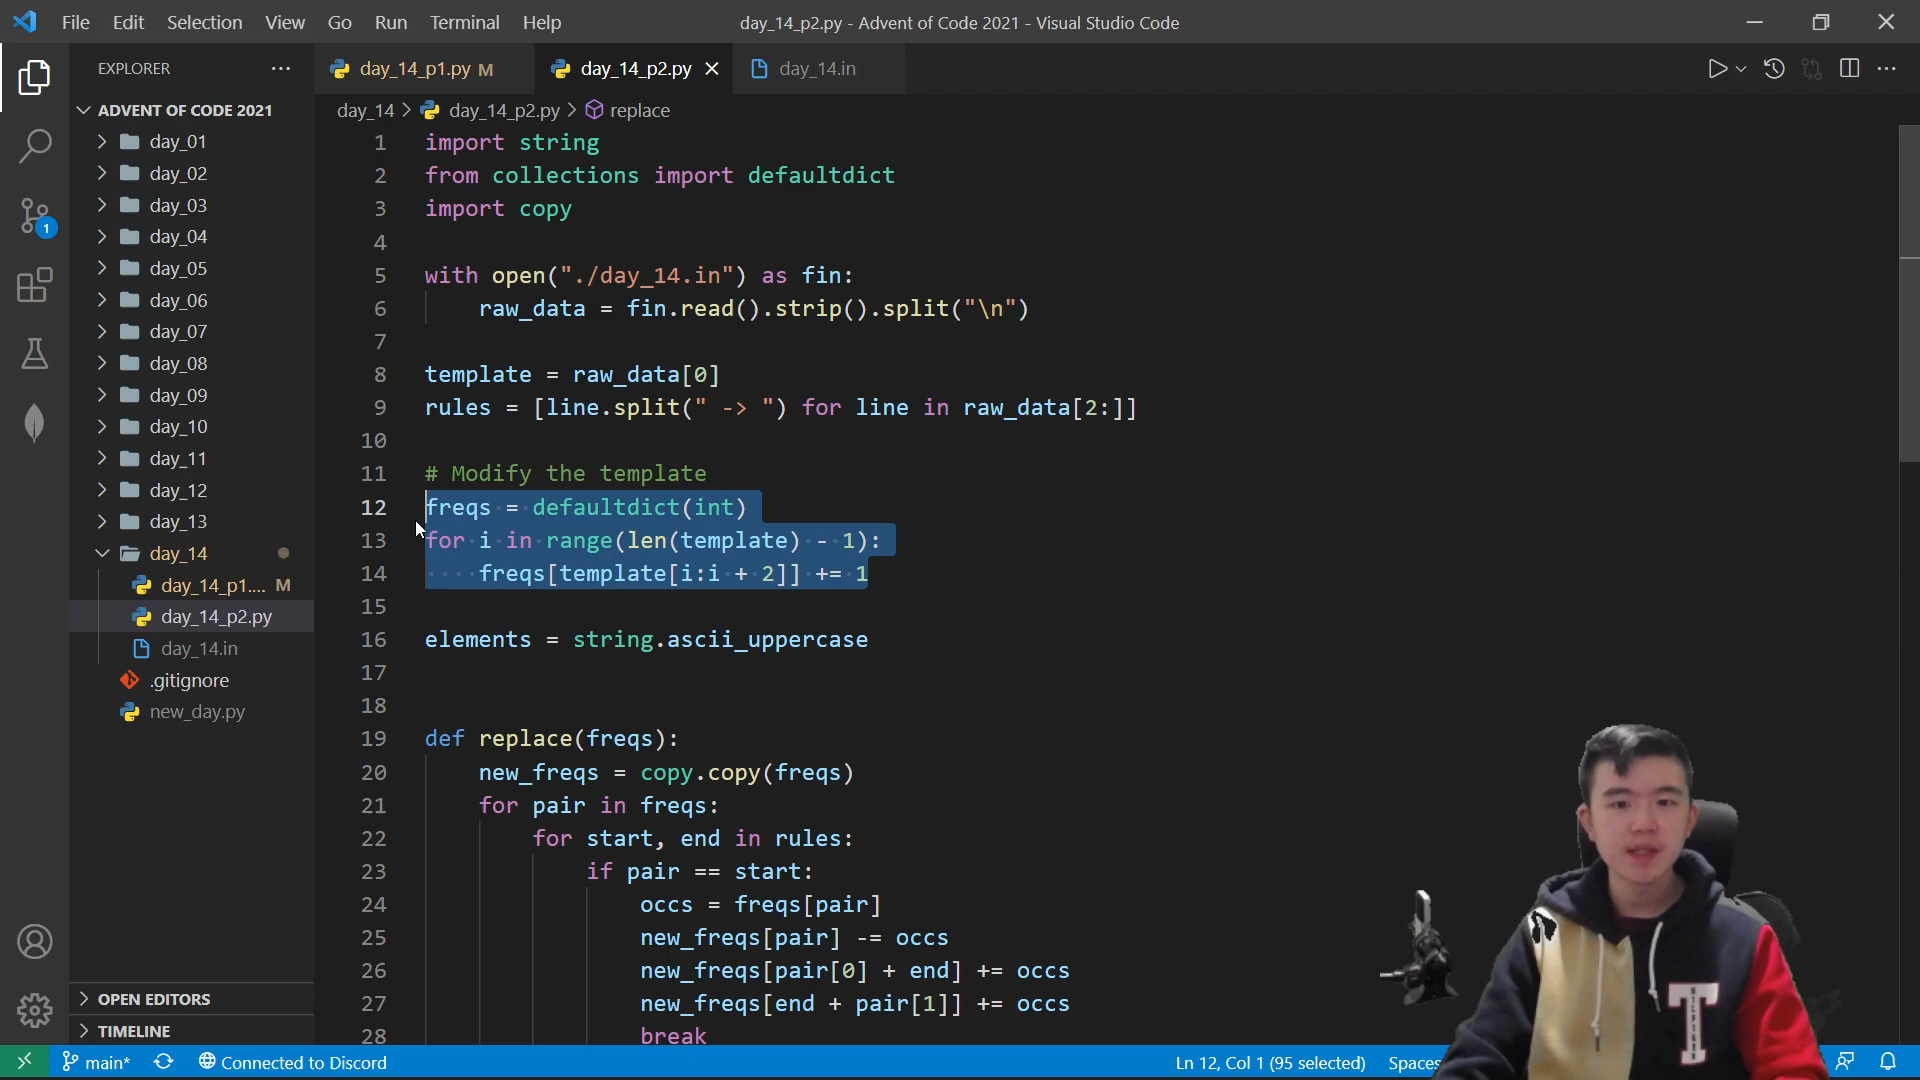 File Edit Selection View Go Run Terminal Help
day_14_p2.py - Advent of Code 2021 - Visual Studio Code
EXPLORER
day_14_p1.py M
day_14_p2.py
day_14.in
ADVENT OF CODE 2021
day_01
day_02
day_03
day_04
day_05
day_06
day_07
day_08
day_09
day_10
day_11
day_12
day_13
day_14
day_14_p1.... M
day_14_p2.py
day_14.in
.gitignore
new_day.py
OPEN EDITORS
TIMELINE
day_14 > day_14_p2.py > replace
1 import string
2 from collections import defaultdict
3 import copy
4
5 with open("./day_14.in") as fin:
6     raw_data = fin.read().strip().split("\n")
7
8 template = raw_data[0]
9 rules = [line.split(" -> ") for line in raw_data[2:]]
10
11 # Modify the template
12 freqs = defaultdict(int)
13 for i in range(len(template) - 1):
14     freqs[template[i:i + 2]] += 1
15
16 elements = string.ascii_uppercase
17
18
19 def replace(freqs):
20     new_freqs = copy.copy(freqs)
21     for pair in freqs:
22         for start, end in rules:
23             if pair == start:
24                 occs = freqs[pair]
25                 new_freqs[pair] -= occs
26                 new_freqs[pair[0] + end] += occs
27                 new_freqs[end + pair[1]] += occs
28                 break
1
main*
Connected to Discord
Ln 12, Col 1 (95 selected)
Spaces
T